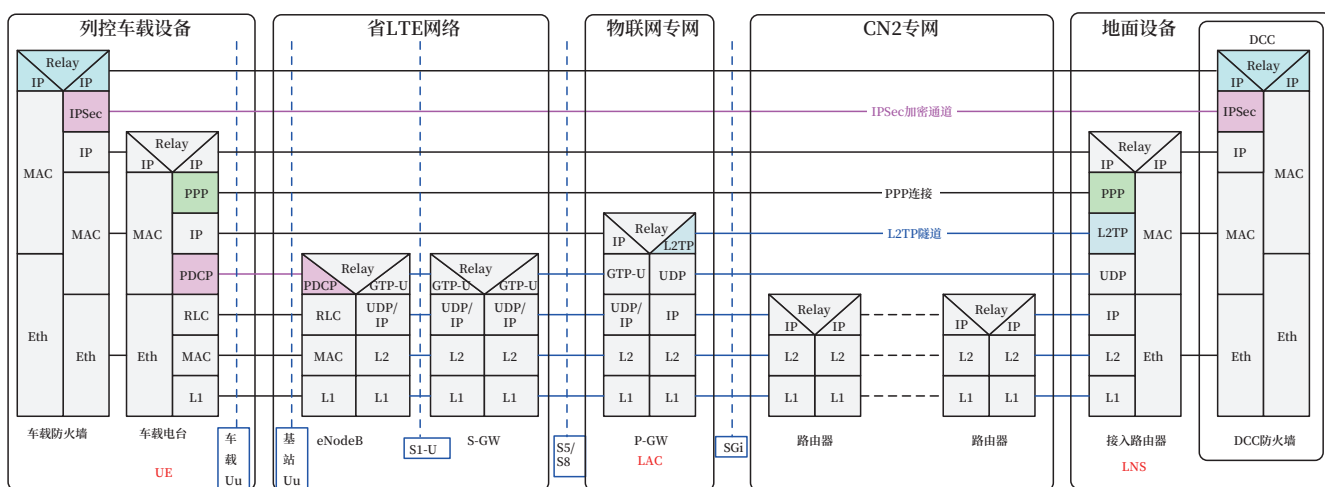 列控车载设备
省LTE网络
物联网专网
CN2专网
地面设备
DCC
Relay
IP
IP
Relay
IP
IP
IPSec
IPSec加密通道
IPSec
MAC
IP
Relay
IP
IP
Relay
IP
IP
IP
MAC
PPP
PPP连接
PPP
MAC
MAC
IP
Relay
IP
L2TP
L2TP隧道
L2TP
MAC
MAC
PDCP
Relay
PDCP
GTP-U
Relay
GTP-U
GTP-U
GTP-U
UDP
UDP
Eth
Eth
Eth
RLC
RLC
UDP/
IP
UDP/
IP
UDP/
IP
UDP/
IP
IP
Relay
IP
IP
Relay
IP
IP
IP
Eth
Eth
Eth
MAC
MAC
L2
L2
L2
L2
L2
L2
L2
L2
L2
L2
L1
L1
L1
L1
L1
L1
L1
L1
L1
L1
L1
L1
车载防火墙
车载电台
UE
车
载
Uu
基
站
Uu
eNodeB
S1-U
S-GW
S5/
S8
P-GW
LAC
SGi
路由器
路由器
接入路由器
LNS
DCC防火墙